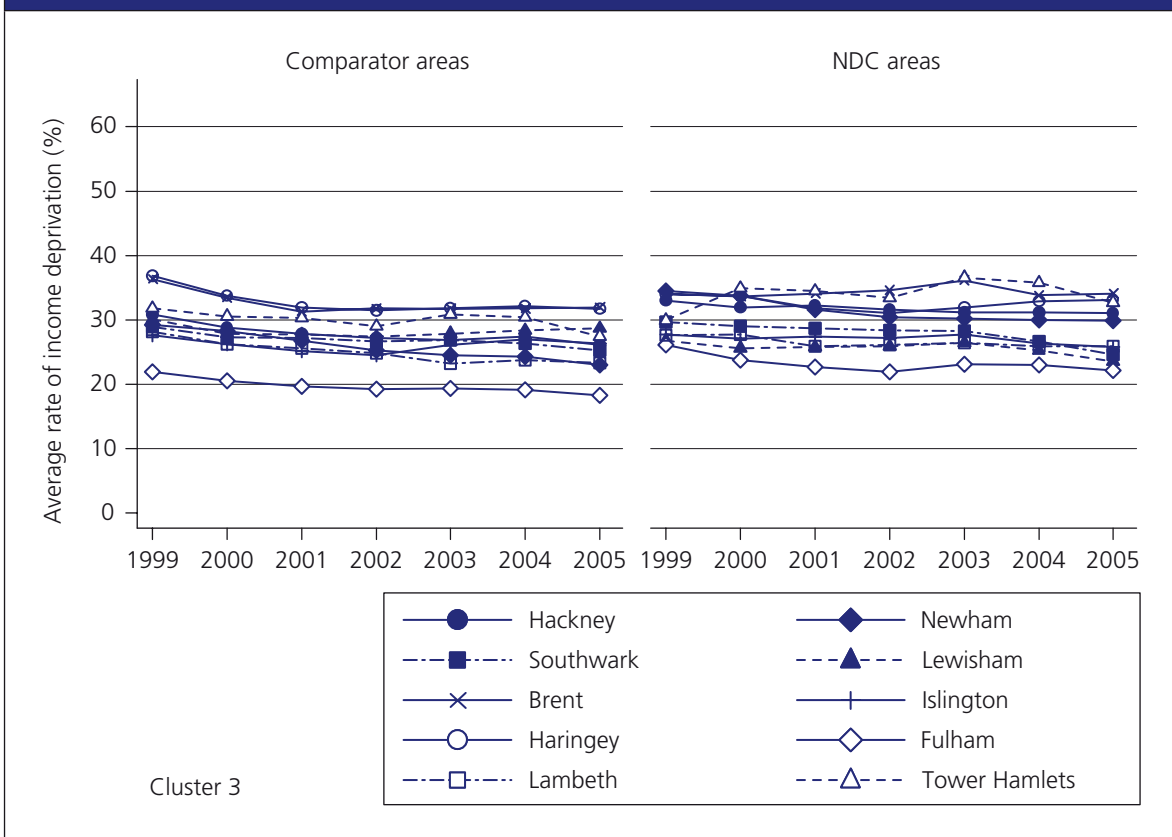 Comparator areas
NDC areas
Average rate of income deprivation (%)
60
50
40
30
20
10
0
1999 2000 2001 2002 2003 2004 2005
1999 2000 2001 2002 2003 2004 2005
Hackney
Southwark
Brent
Haringey
Lambeth
Newham
Lewisham
Islington
Fulham
Tower Hamlets
Cluster 3